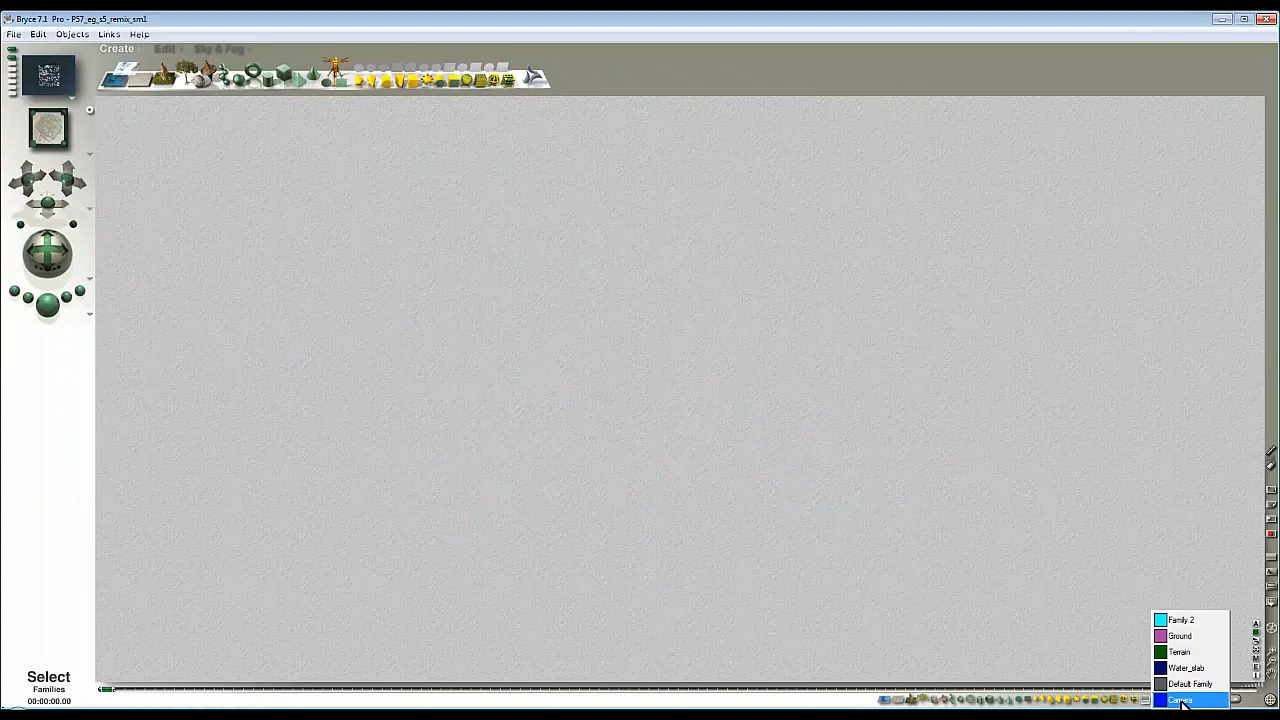 Bryce 7.1 Pro - P57_eg_s5_remix_sm1
File Edit Objects Links Help
Create Edit Sky & Fog
Family 2
Ground
Terrain
Water_slab
Default Family
Camera
Select
Families
00:00:00.00
A
M
E
I